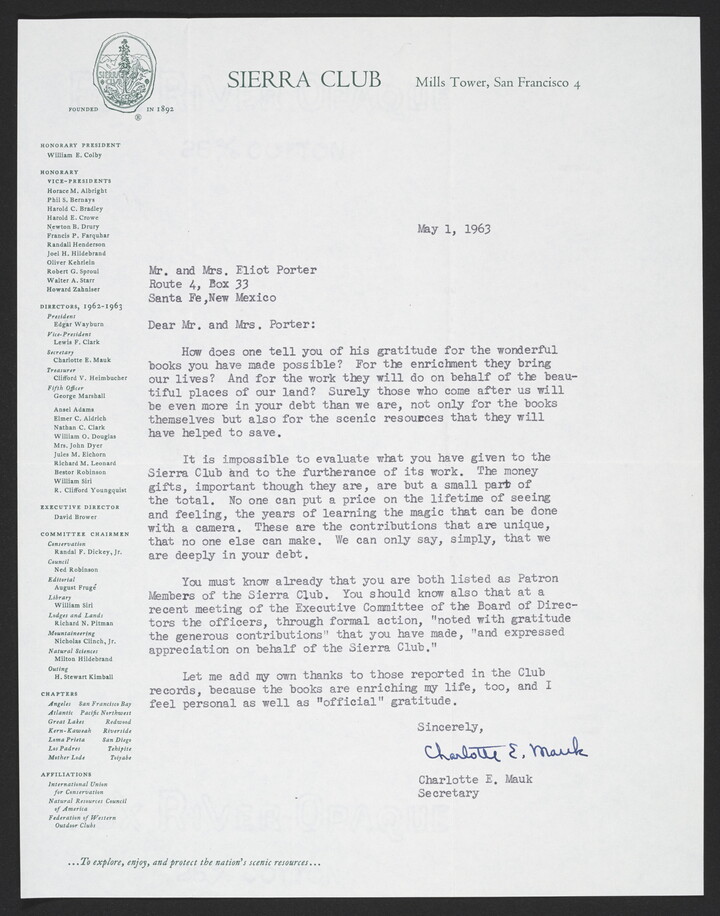 SIERRA CLUB
FOUNDED IN 1892
®
SIERRA CLUB Mills Tower, San Francisco 4
HONORARY PRESIDENT
William E. Colby
HONORARY
VICE-PRESIDENTS
Horace M. Albright
Phil S. Bernays
Harold C. Bradley
Harold E. Crowe
Newton B. Drury
Francis P. Farquhar
Randall Henderson
Joel H. Hildebrand
Oliver Kehrlein
Robert G. Sproul
Walter A. Starr
Howard Zahniser
DIRECTORS, 1962-1963
President
Edgar Wayburn
Vice-President
Lewis F. Clark
Secretary
Charlotte E. Mauk
Treasurer
Clifford V. Heimbucher
Fifth Officer
George Marshall
Ansel Adams
Elmer C. Aldrich
Nathan C. Clark
William O. Douglas
Mrs. John Dyer
Jules M. Eichorn
Richard M. Leonard
Bestor Robinson
William Siri
R. Clifford Youngquist
EXECUTIVE DIRECTOR
David Brower
COMMITTEE CHAIRMEN
Conservation
Randal F. Dickey, Jr.
Council
Ned Robinson
Editorial
August Frugé
Library
William Siri
Lodges and Lands
Richard N. Pitman
Mountaineering
Nicholas Clinch, Jr.
Natural Sciences
Milton Hildebrand
Outing
H. Stewart Kimball
CHAPTERS
Angeles San Francisco Bay
Atlantic Pacific Northwest
Great Lakes Redwood
Kern-Kaweah Riverside
Loma Prieta San Diego
Los Padres Tehipite
Mother Lode Toiyabe
AFFILIATIONS
International Union
for Conservation
Natural Resources Council
of America
Federation of Western
Outdoor Clubs
May 1, 1963
Mr. and Mrs. Eliot Porter
Route 4, Box 33
Santa Fe,New Mexico
Dear Mr. and Mrs. Porter:
How does one tell you of his gratitude for the wonderful
books you have made possible? For the enrichment they bring
our lives? And for the work they will do on behalf of the beau-
tiful places of our land? Surely those who come after us will
be even more in your debt than we are, not only for the books
themselves but also for the scenic resources that they will
have helped to save.
It is impossible to evaluate what you have given to the
Sierra Club and to the furtherance of its work. The money
gifts, important though they are, are but a small part of
the total. No one can put a price on the lifetime of seeing
and feeling, the years of learning the magic that can be done
with a camera. These are the contributions that are unique,
that no one else can make. We can only say, simply, that we
are deeply in your debt.
You must know already that you are both listed as Patron
Members of the Sierra Club. You should know also that at a
recent meeting of the Executive Committee of the Board of Direc-
tors the officers, through formal action, "noted with gratitude
the generous contributions" that you have made, "and expressed
appreciation on behalf of the Sierra Club."
Let me add my own thanks to those reported in the Club
records, because the books are enriching my life, too, and I
feel personal as well as "official" gratitude.
Sincerely,
Charlotte E. Mauk
Charlotte E. Mauk
Secretary
...To explore, enjoy, and protect the nation's scenic resources...